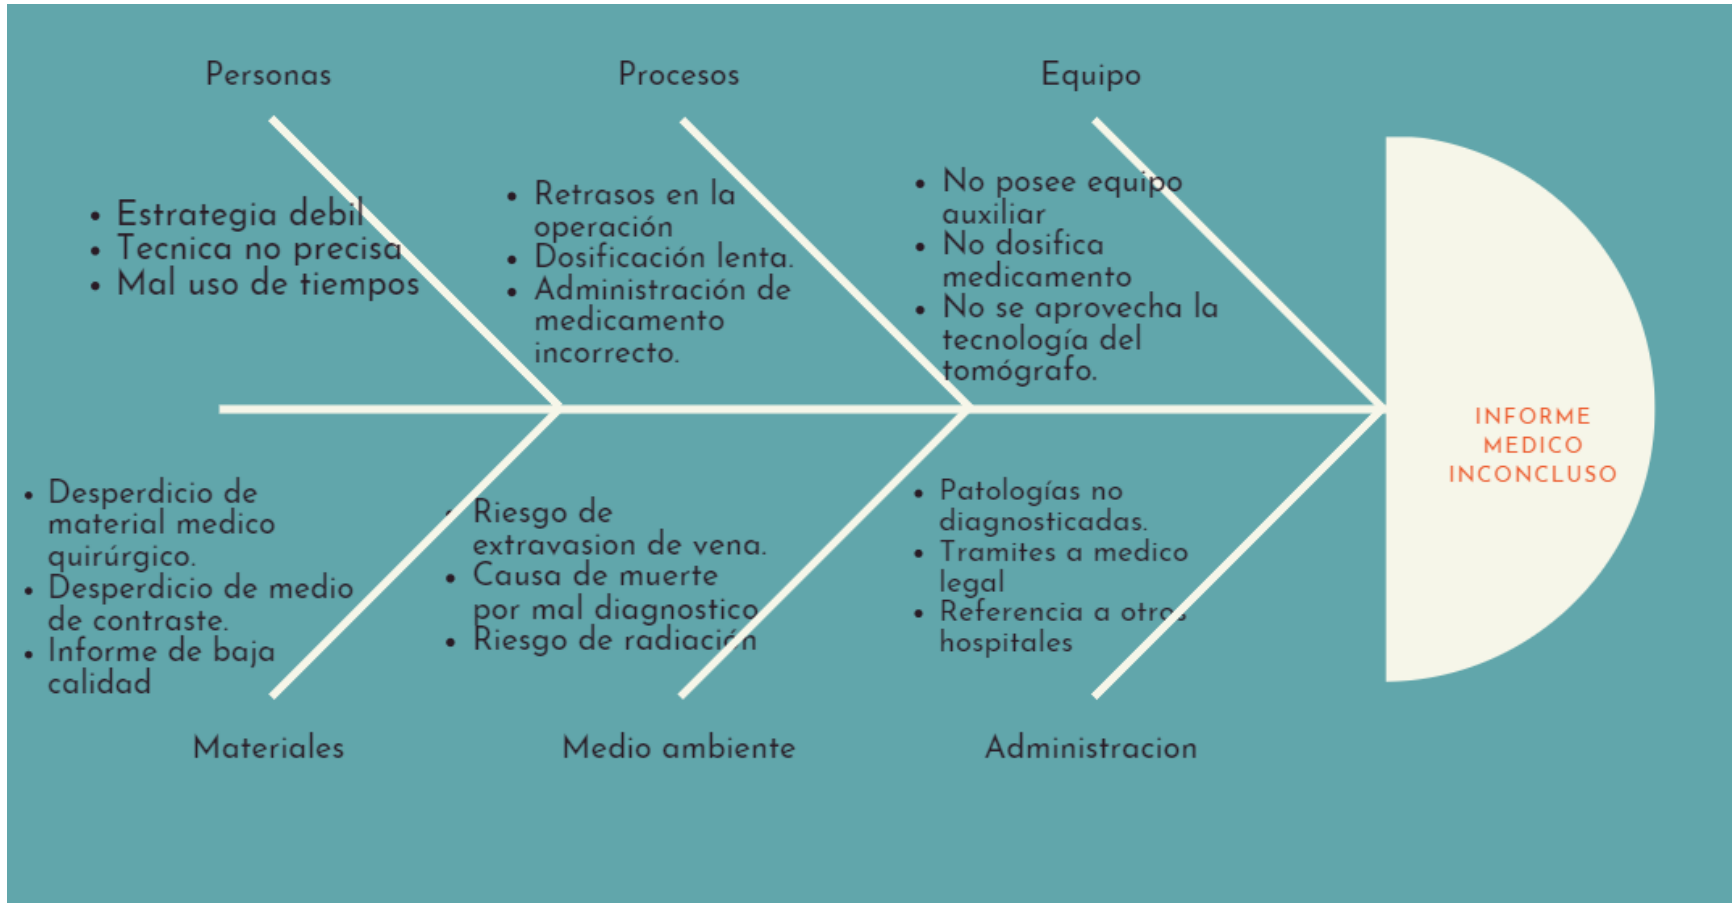 Personas
Procesos
Equipo
• Estrategia debil
• Tecnica no precisa
• Mal uso de tiempos
• Retrasos en la
operación
• Dosificación lenta.
• Administración de
medicamento
incorrecto.
• No posee equipo
auxiliar
• No dosifica
medicamento
• No se aprovecha la
tecnología del
tomógrafo.
INFORME
MEDICO
INCONCLUSO
• Desperdicio de
material medico
quirúrgico.
• Desperdicio de medio
de contraste.
• Informe de baja
calidad
• Riesgo de
extravasion de vena.
• Causa de muerte
por mal diagnostico
• Riesgo de radiación
• Patologías no
diagnosticadas.
• Tramites a medico
legal
• Referencia a otros
hospitales
Materiales
Medio ambiente
Administracion